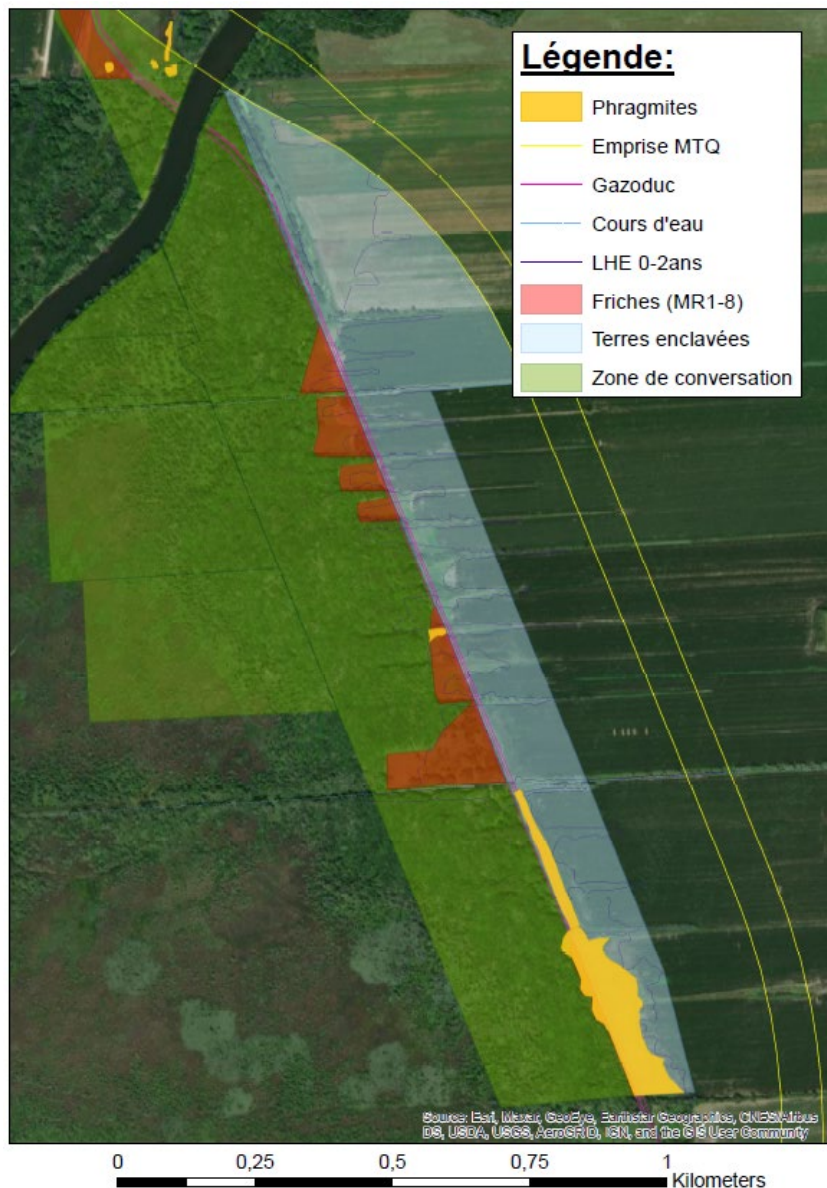 Légende:
Phragmites
Emprise MTQ
Gazoduc
Cours d'eau
LHE 0-2ans
Friches (MR1-8)
Terres enclavées
Zone de conversation
Source: Esri, Maxar, GeoEye, Earthstar Geographics, CNES/Airbus
DS, USDA, USGS, AeroGRID, IGN, and the GIS User Community
0 0,25 0,5 0,75 1
Kilometers